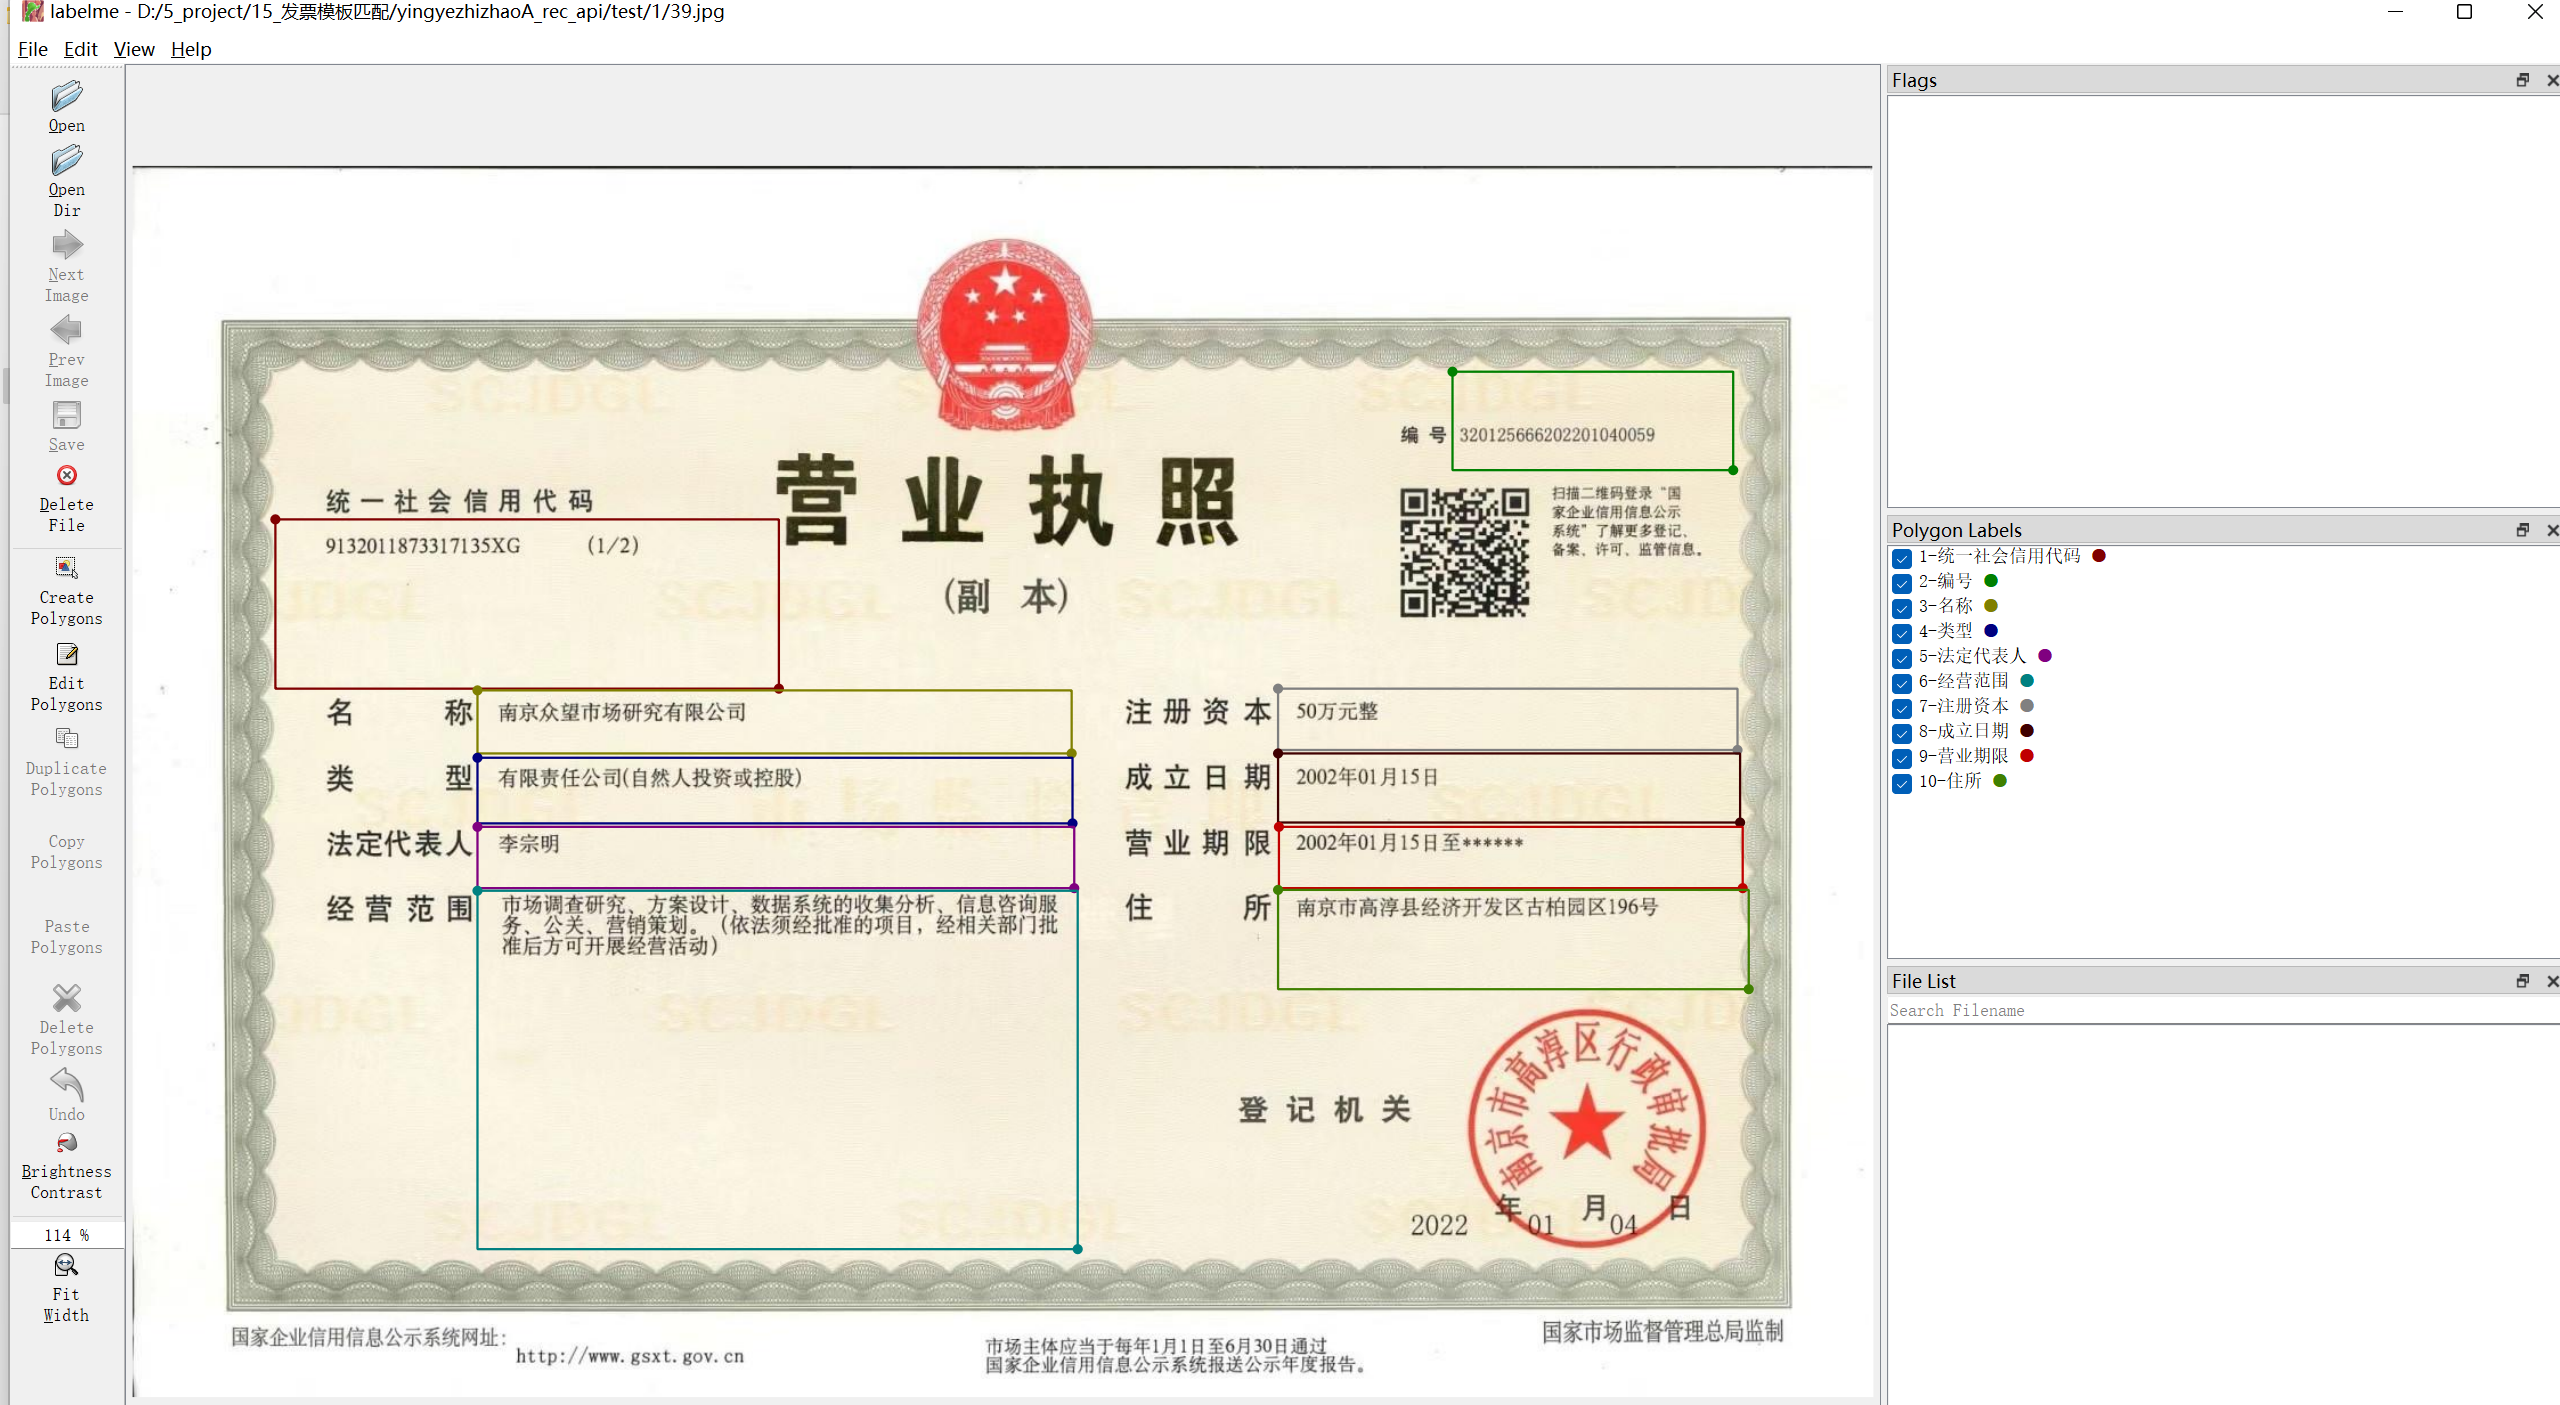 labelme - D:/5_project/15_发票模板匹配/yingyezhizhaoA_rec_api/test/1/39.jpg
File Edit View Help
Open
Open
Dir
Next
Image
Prev
Image
Save
Delete
File
Create
Polygons
Edit
Polygons
Duplicate
Polygons
Copy
Polygons
Paste
Polygons
Delete
Polygons
Undo
Brightness
Contrast
114 %
Fit
Width
编号 320125666202201040059
营业执照
(副 本)
统一社会信用代码
9132011873317135XG (1/2)
扫描二维码登录“国
家企业信用信息公示
系统”了解更多登记、
备案、许可、监管信息。
名称 南京众望市场研究有限公司
类型 有限责任公司(自然人投资或控股)
法定代表人 李宗明
经营范围 市场调查研究、方案设计、数据系统的收集分析、信息咨询服
务、公关、营销策划。（依法须经批准的项目，经相关部门批
准后方可开展经营活动）
注册资本 50万元整
成立日期 2002年01月15日
营业期限 2002年01月15日至******
住所 南京市高淳县经济开发区古柏园区196号
登记机关
南京市高淳区行政审批局
2022 年 01 月 04 日
SCJDGL
国家企业信用信息公示系统网址：
http://www.gsxt.gov.cn
市场主体应当于每年1月1日至6月30日通过
国家企业信用信息公示系统报送公示年度报告。
国家市场监督管理总局监制
Flags
Polygon Labels
1-统一社会信用代码
2-编号
3-名称
4-类型
5-法定代表人
6-经营范围
7-注册资本
8-成立日期
9-营业期限
10-住所
File List
Search Filename